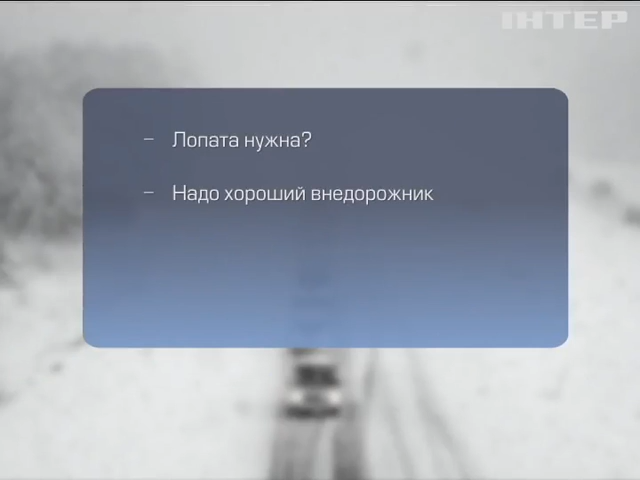 ІНТЕР
– Лопата нужна?
– Надо хороший внедорожник